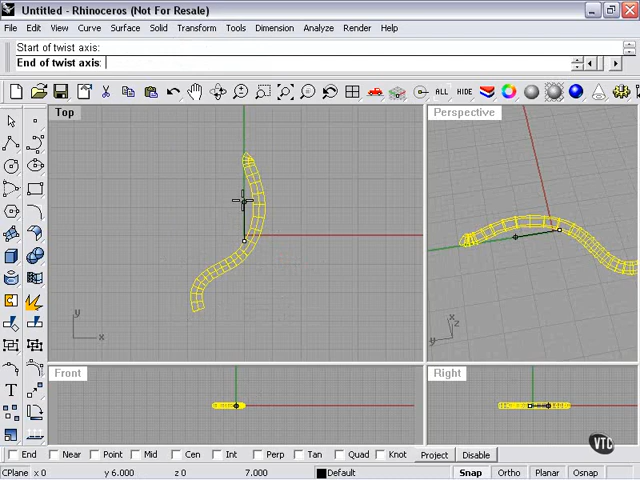 Untitled - Rhinoceros (Not For Resale)
File Edit View Curve Surface Solid Transform Tools Dimension Analyze Render Help
Start of twist axis:
End of twist axis:
ALL HIDE
Top
Perspective
y
x
x
z
y
Front
Right
T
VTC
End Near Point Mid Cen Int Perp Tan Quad Knot Project Disable
CPlane x 0 y 6.000 z 0 7.000 Default Snap Ortho Planar Osnap